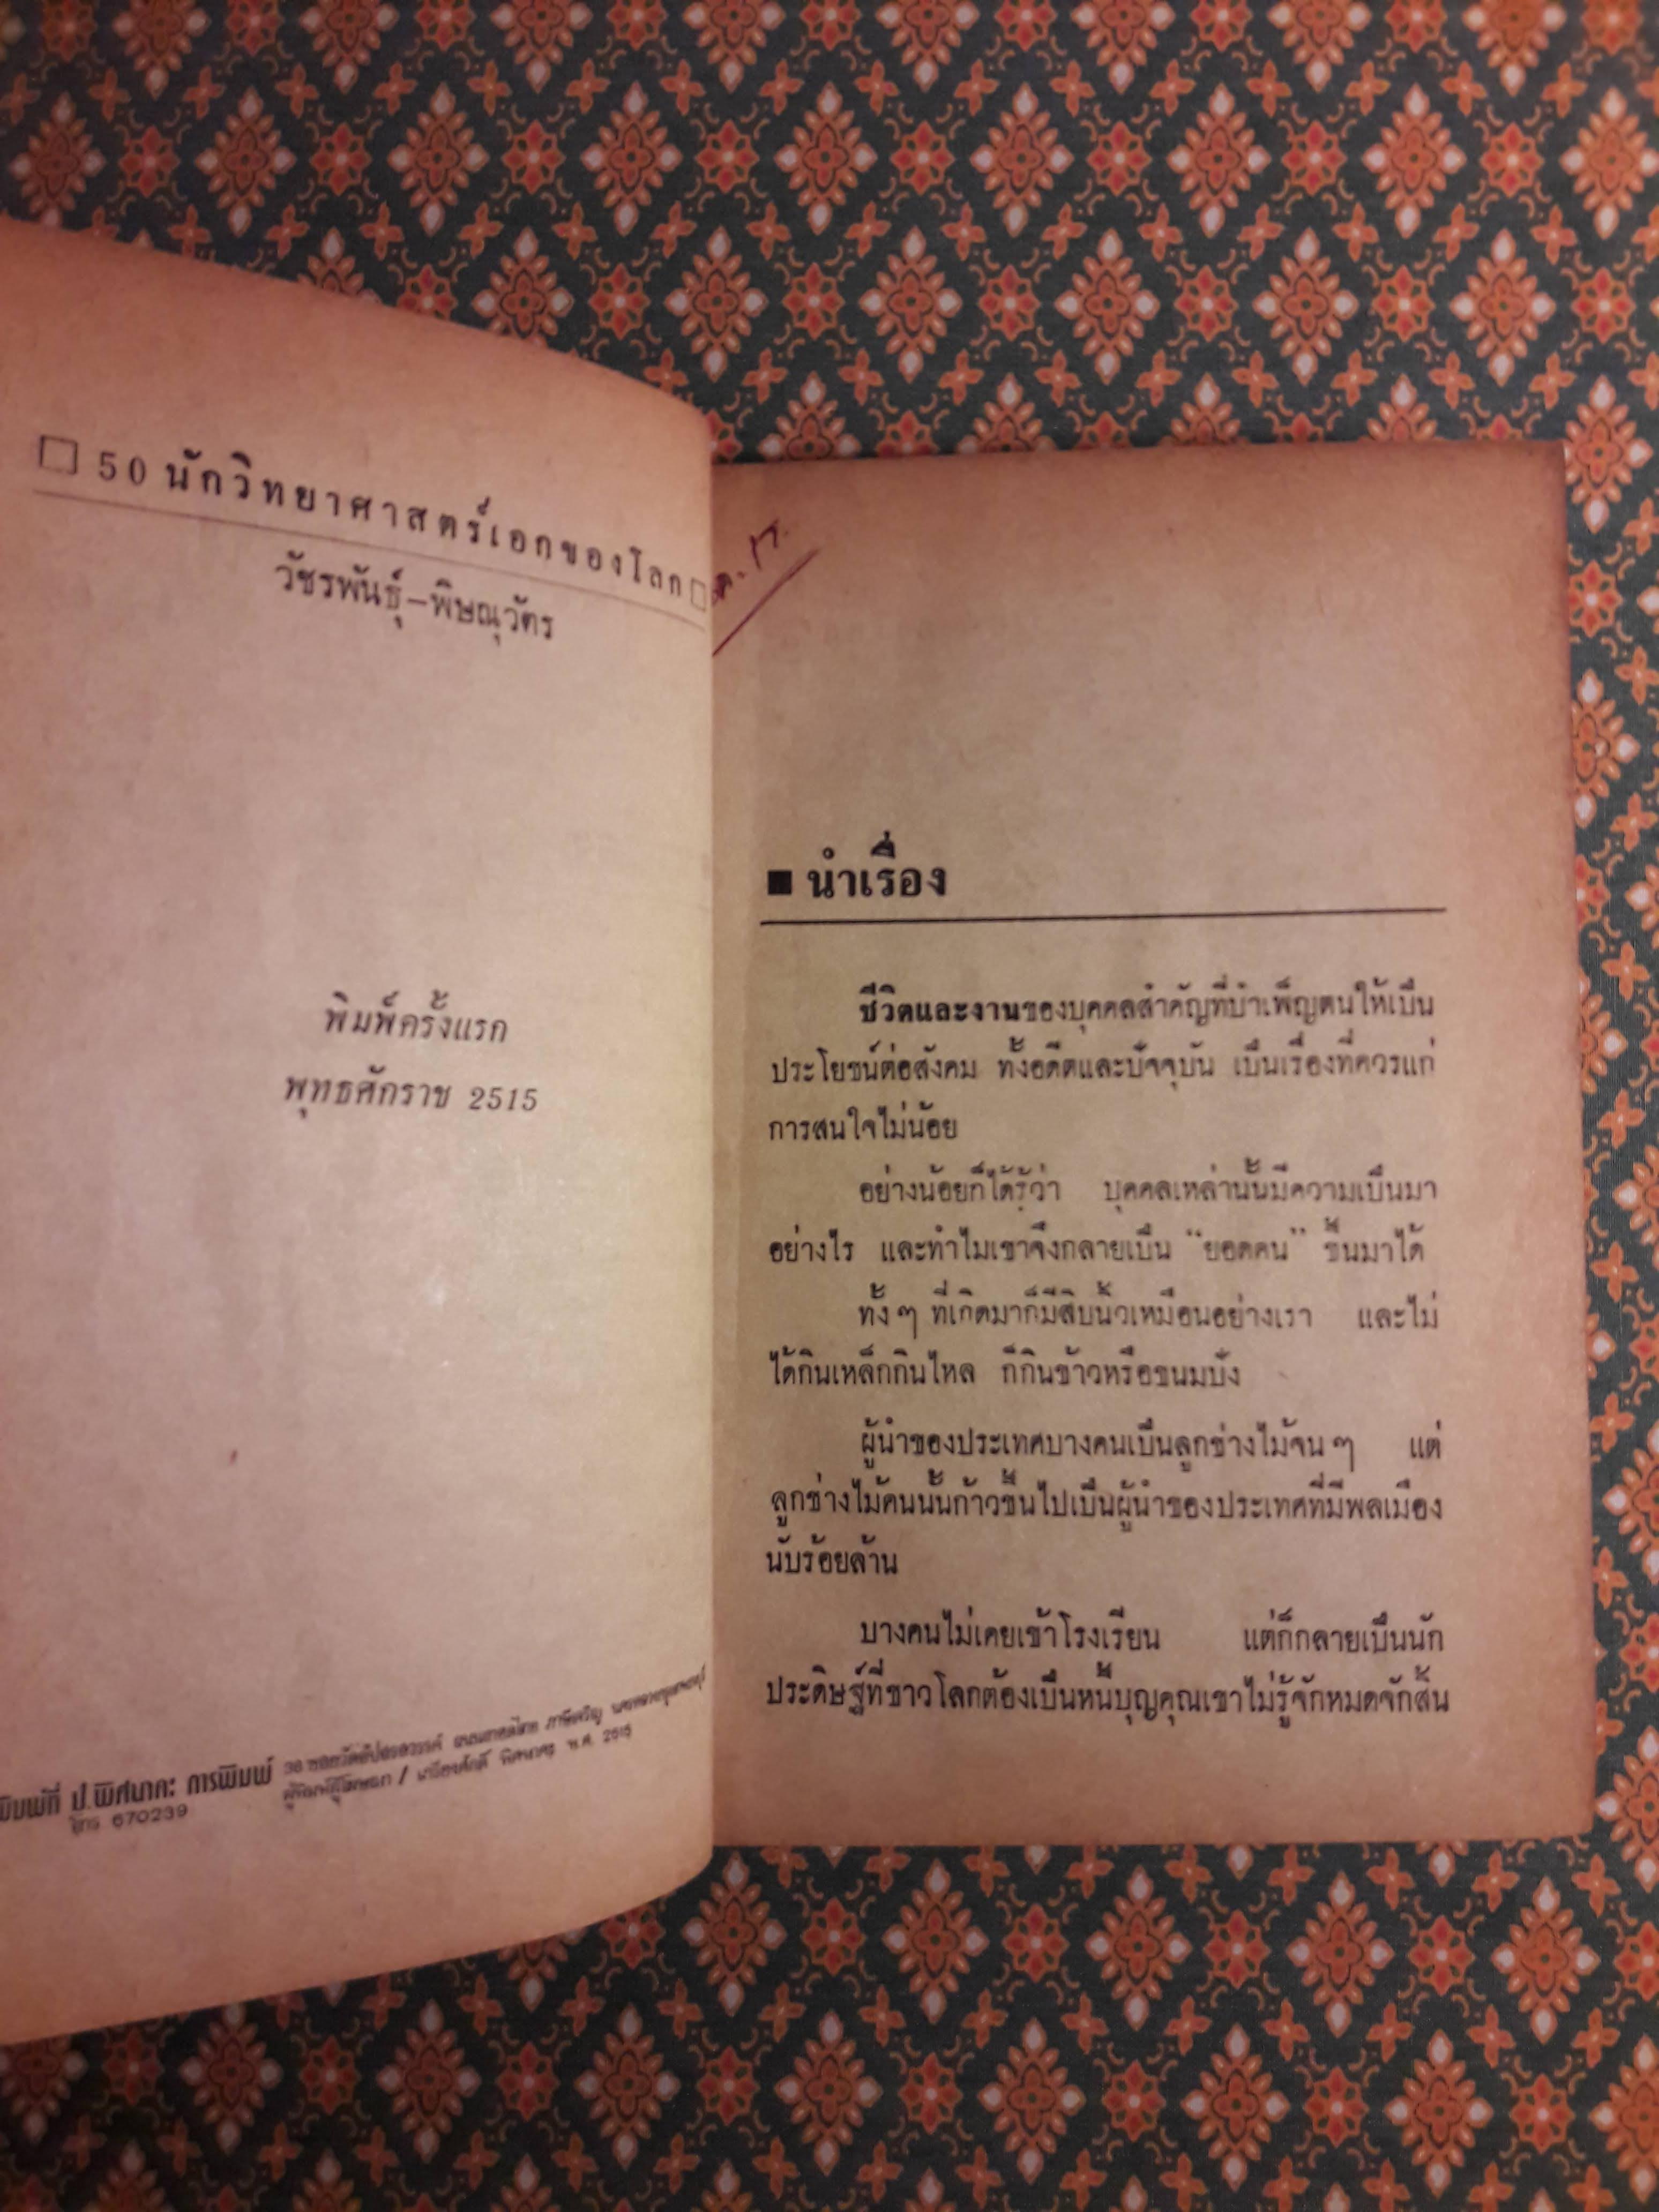 50 นักวิทยาศาสตร์เอกของโลก
วัชรพันธุ์-พิษณุวัตร
พิมพ์ครั้งแรก
พุทธศักราช 2515
พิมพ์ที่ ป.พิศนาคะ การพิมพ์
โทร 670239
พ.ศ. 2515
นำเรื่อง
ชีวิตและงานของบุคคลสำคัญที่บำเพ็ญตนให้เป็น
ประโยชน์ต่อสังคม ทั้งอดีตและปัจจุบัน เป็นเรื่องที่ควรแก่
การสนใจไม่น้อย
อย่างน้อยก็ได้รู้ว่า บุคคลเหล่านั้นมีความเป็นมา
อย่างไร และทำไมเขาจึงกลายเป็น "ยอดคน" ขึ้นมาได้
ทั้งๆ ที่เกิดมาก็มีสิบนิ้วเหมือนอย่างเรา และไม่
ได้กินเหล็กกินไหล ก็กินข้าวหรือขนมปัง
ผู้นำของประเทศบางคนเป็นลูกช่างไม้จนๆ แต่
ลูกช่างไม้คนนั้นก้าวขึ้นไปเป็นผู้นำของประเทศที่มีพลเมือง
นับร้อยล้าน
บางคนไม่เคยเข้าโรงเรียน แต่ก็กลายเป็นนัก
ประดิษฐ์ที่ชาวโลกต้องเป็นหนี้บุญคุณเขาไม่รู้จักหมดจักสิ้น